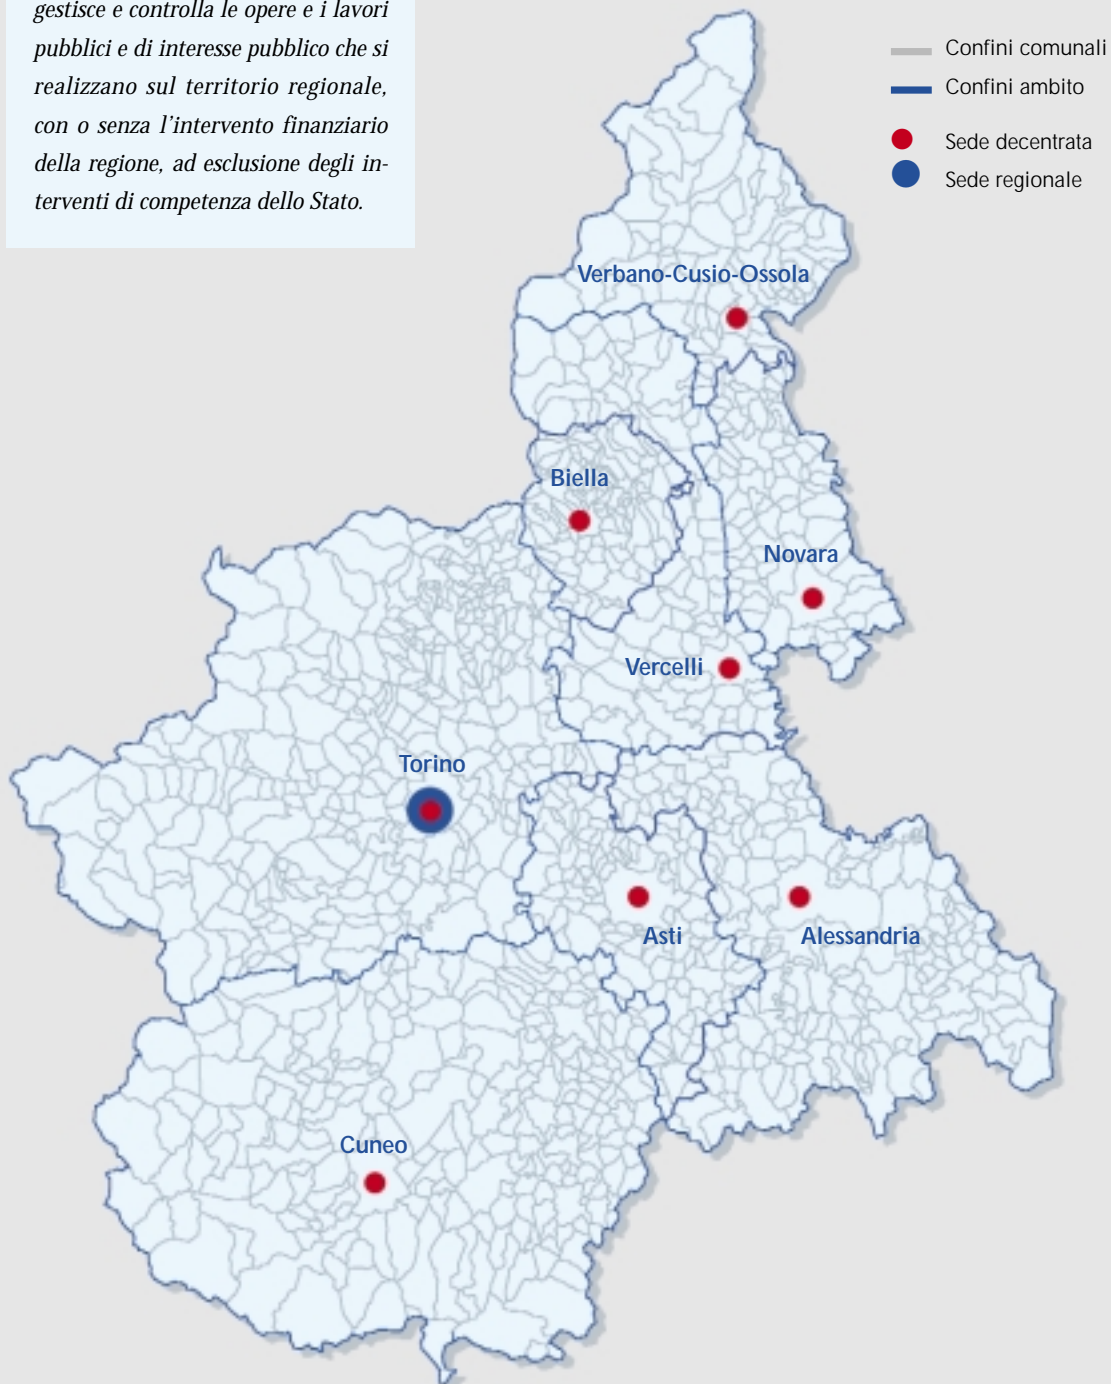 gestisce e controlla le opere e i lavori
pubblici e di interesse pubblico che si
realizzano sul territorio regionale,
con o senza l'intervento finanziario
della regione, ad esclusione degli in-
terventi di competenza dello Stato.
Confini comunali
Confini ambito
Sede decentrata
Sede regionale
Verbano-Cusio-Ossola
Biella
Novara
Vercelli
Torino
Asti
Alessandria
Cuneo